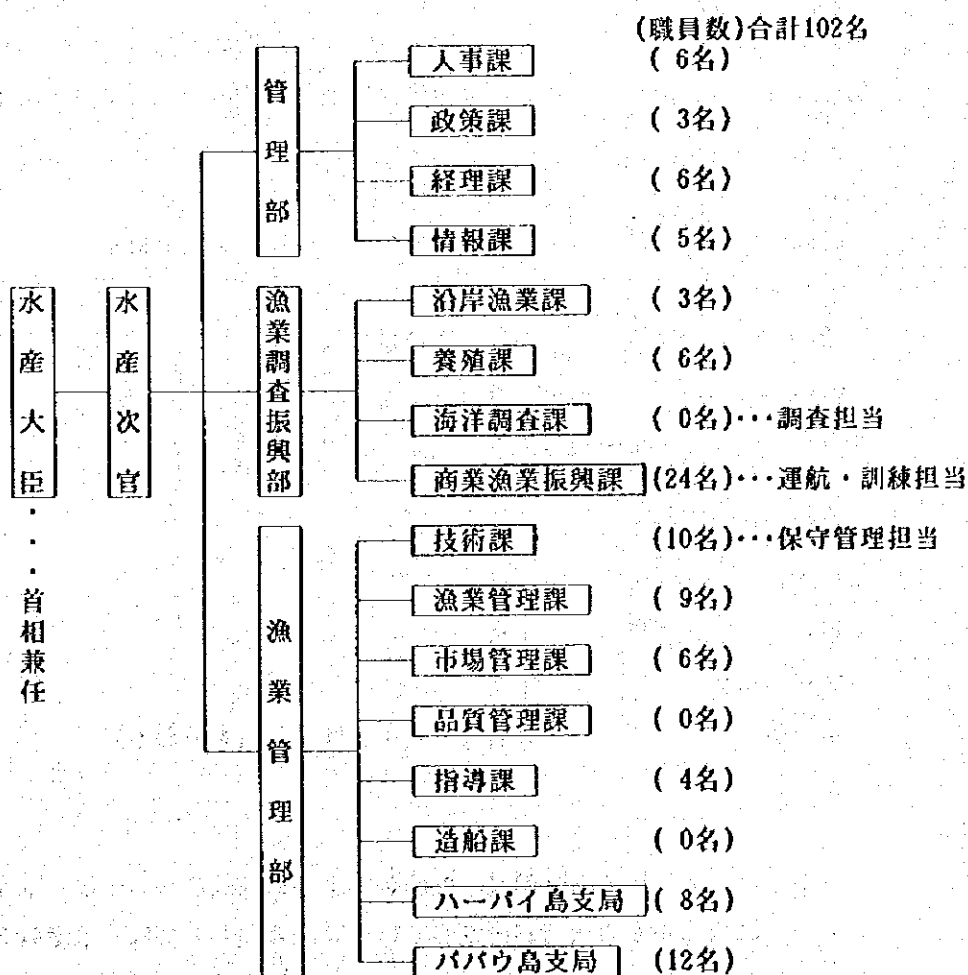 (職員数)合計102名
水産大臣・・・首相兼任
水産次官
管理部
人事課 ( 6名)
政策課 ( 3名)
経理課 ( 6名)
情報課 ( 5名)
漁業調査振興部
沿岸漁業課 ( 3名)
養殖課 ( 6名)
海洋調査課 ( 0名)・・・調査担当
商業漁業振興課 (24名)・・・運航・訓練担当
漁業管理部
技術課 (10名)・・・保守管理担当
漁業管理課 ( 9名)
市場管理課 ( 6名)
品質管理課 ( 0名)
指導課 ( 4名)
造船課 ( 0名)
ハーパイ島支局 ( 8名)
ババウ島支局 (12名)